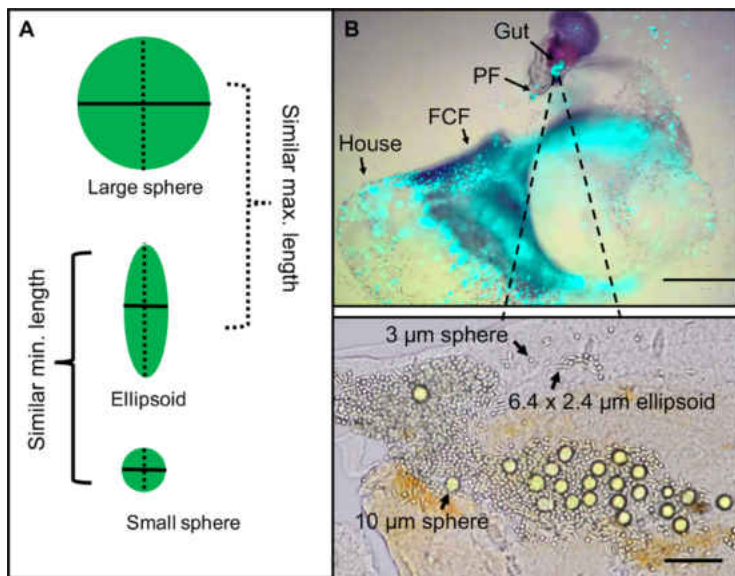 A
Large sphere
Similar max. length
Similar min. length
Ellipsoid
Small sphere
B
Gut
PF
FCF
House
3 µm sphere
6.4 x 2.4 µm ellipsoid
10 µm sphere